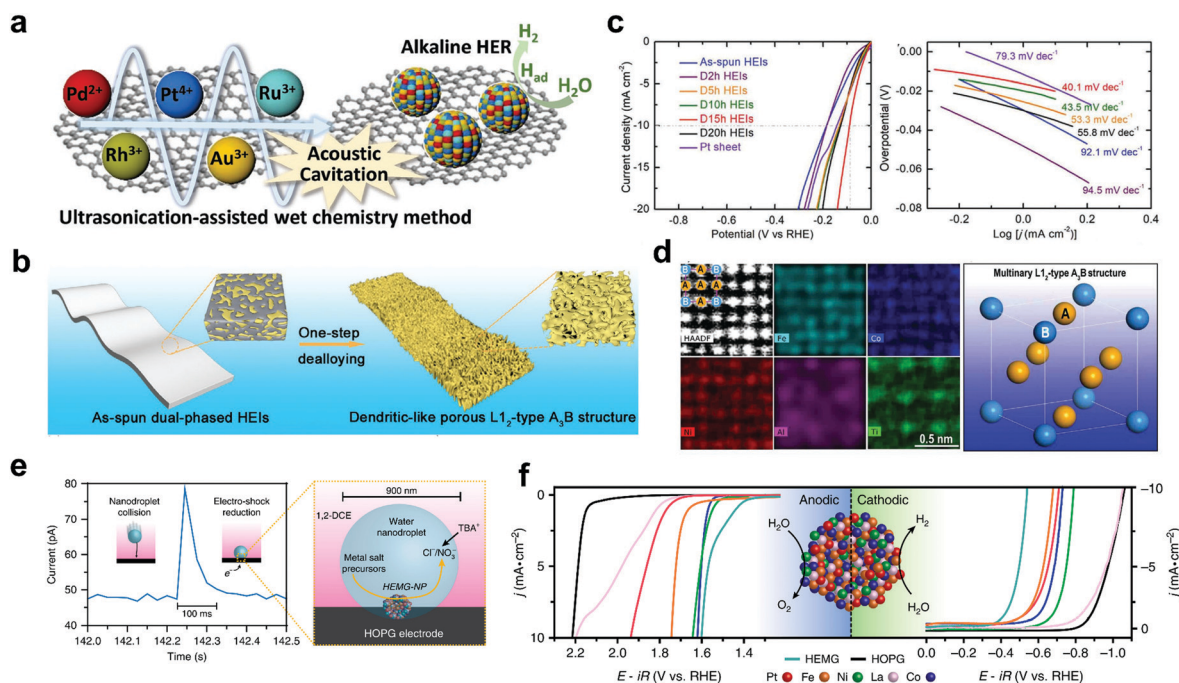 a
Pd²⁺
Pt⁴⁺
Ru³⁺
Rh³⁺
Au³⁺
Acoustic
Cavitation
Alkaline HER
H₂
H_ad
H₂O
Ultrasonication-assisted wet chemistry method
b
One-step
dealloying
As-spun dual-phased HEIs
Dendritic-like porous L1₂-type A₃B structure
c
Current density (mA cm⁻²)
0
-5
-10
-15
-20
-0.8
-0.6
-0.4
-0.2
0.0
Potential (V vs RHE)
As-spun HEIs
D2h HEIs
D5h HEIs
D10h HEIs
D15h HEIs
D20h HEIs
Pt sheet
Overpotential (V)
0.00
-0.02
-0.04
-0.06
-0.08
-0.2
0.0
0.2
0.4
Log [j (mA cm⁻²)]
79.3 mV dec⁻¹
40.1 mV dec⁻¹
43.5 mV dec⁻¹
53.3 mV dec⁻¹
55.8 mV dec⁻¹
92.1 mV dec⁻¹
94.5 mV dec⁻¹
d
B A B
A A
B A B
HAADF
Fe
Co
Ni
Al
Ti
0.5 nm
Multinary L1₂-type A₃B structure
A
B
e
Current (pA)
80
70
60
50
40
142.0
142.1
142.2
142.3
142.4
142.5
Time (s)
Nanodroplet
collision
Electro-shock
reduction
e⁻
100 ms
900 nm
1,2-DCE
Water
nanodroplet
TBA⁺
Cl⁻/NO₃⁻
Metal salt
precursors
HEMG-NP
HOPG electrode
f
j (mA•cm⁻²)
0
5
10
2.2
2.0
1.8
1.6
1.4
E - iR (V vs. RHE)
Anodic
Cathodic
H₂O
O₂
H₂
H₂O
HEMG
HOPG
Pt Fe Ni La Co
0.0
-0.2
-0.4
-0.6
-0.8
-1.0
E - iR (V vs. RHE)
-10
-5
0
j (mA•cm⁻²)